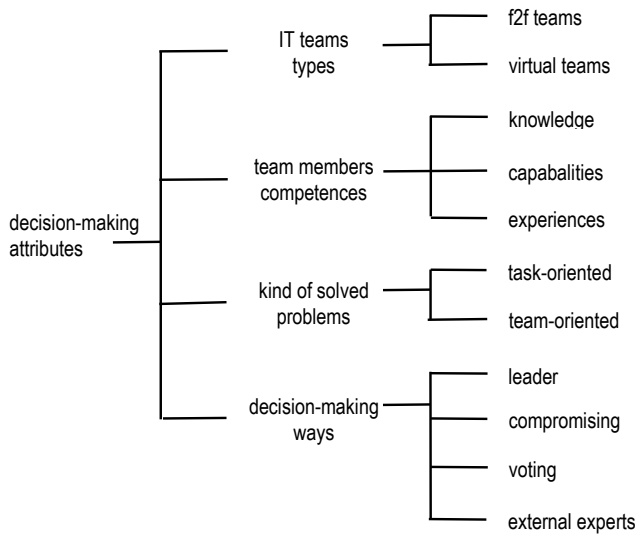 decision-making
attributes
IT teams
types
f2f teams
virtual teams
team members
competences
knowledge
capabalities
experiences
kind of solved
problems
task-oriented
team-oriented
decision-making
ways
leader
compromising
voting
external experts